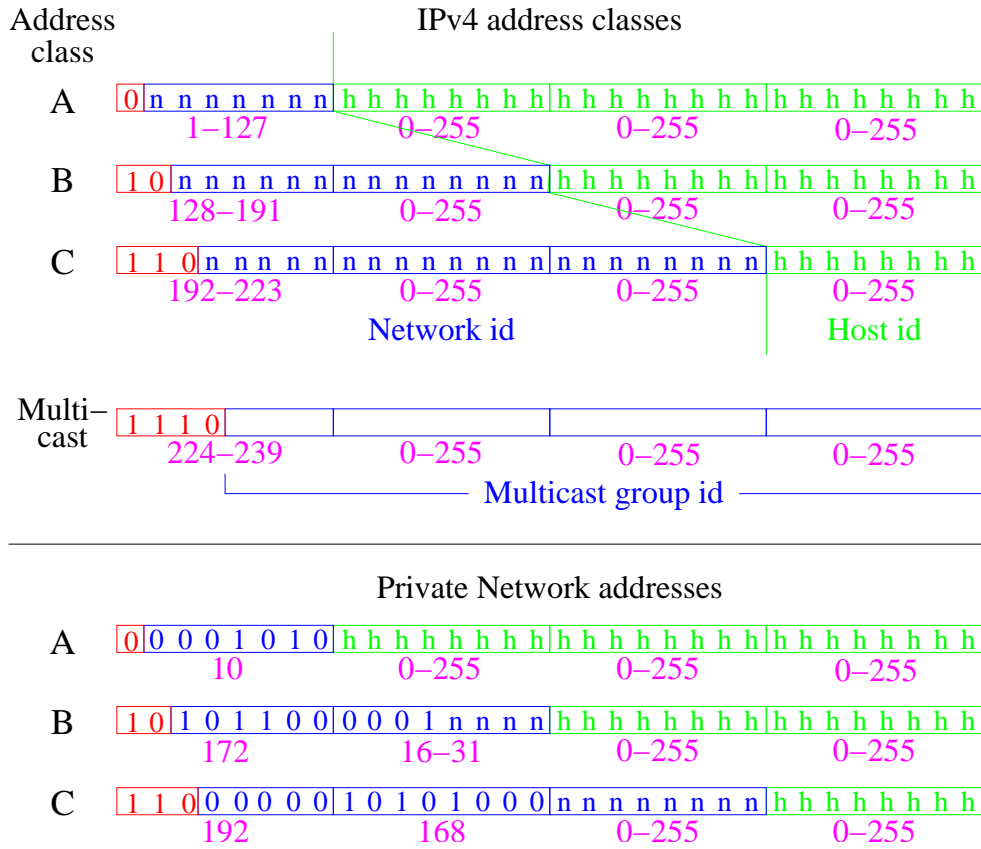 Address class
IPv4 address classes
A 0 n n n n n n n h h h h h h h h h h h h h h h h h h h h h h h h
1–127 0–255 0–255 0–255
B 1 0 n n n n n n n n n n n n n n h h h h h h h h h h h h h h h h
128–191 0–255 0–255 0–255
C 1 1 0 n n n n n n n n n n n n n n n n n n n n n h h h h h h h h
192–223 0–255 0–255 0–255
Network id Host id
Multi–
cast 1 1 1 0
224–239 0–255 0–255 0–255
Multicast group id
Private Network addresses
A 0 0 0 0 1 0 1 0 h h h h h h h h h h h h h h h h h h h h h h h h
10 0–255 0–255 0–255
B 1 0 1 0 1 1 0 0 0 0 0 1 n n n n h h h h h h h h h h h h h h h h
172 16–31 0–255 0–255
C 1 1 0 0 0 0 0 0 1 0 1 0 1 0 0 0 n n n n n n n n h h h h h h h h
192 168 0–255 0–255